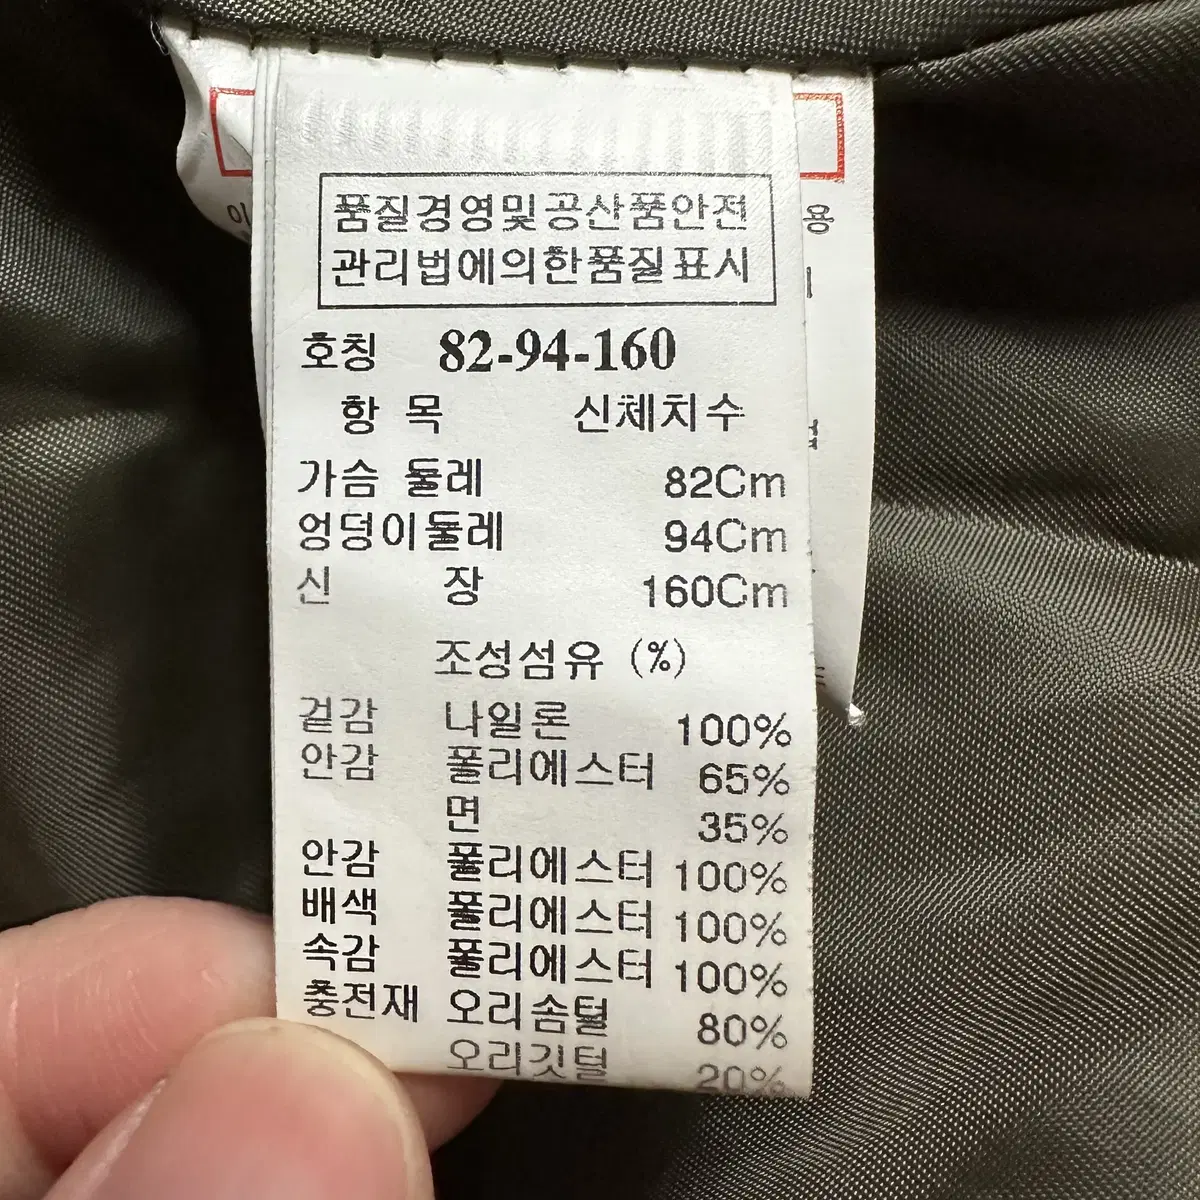 품질경영및공산품안전
관리법에의한품질표시
호칭 82-94-160
항 목 신체치수
가슴 둘레 82Cm
엉덩이둘레 94Cm
신 장 160Cm
조성섬유 (%)
겉감 나일론 100%
안감 폴리에스터 65%
면 35%
안감 폴리에스터 100%
배색 폴리에스터 100%
속감 폴리에스터 100%
충전재 오리솜털 80%
오리깃털 20%
용